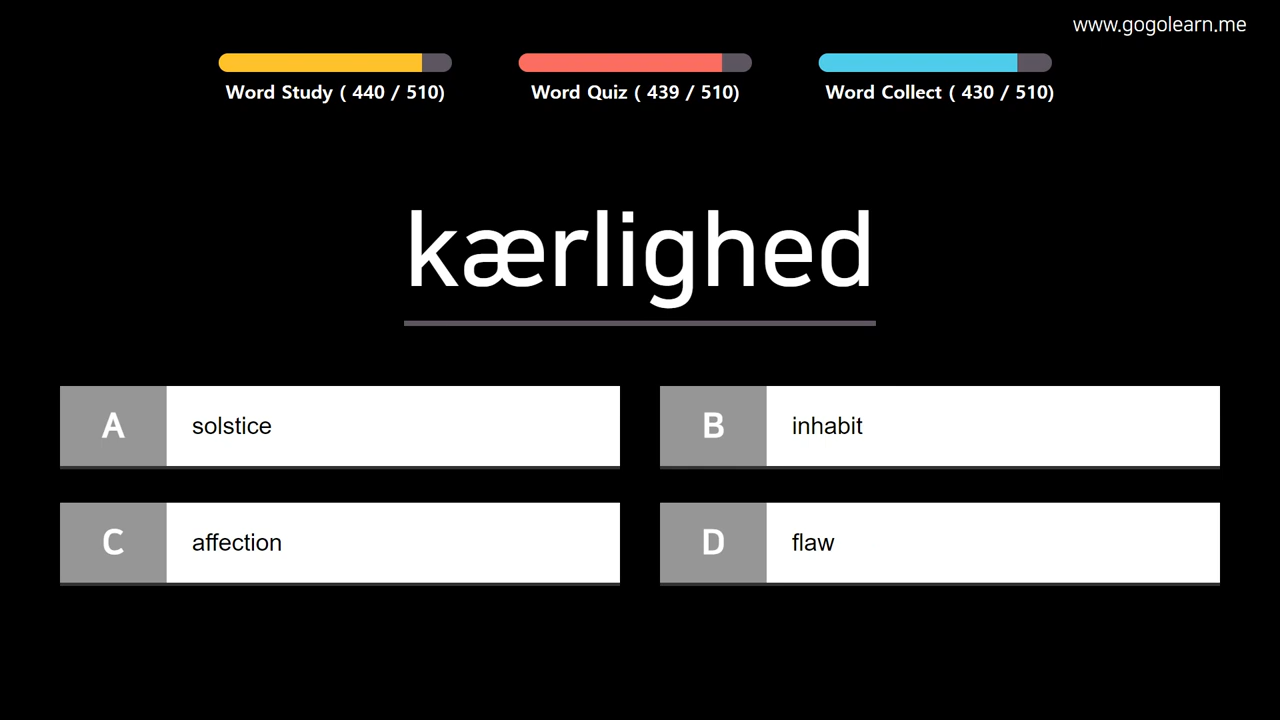 www.gogolearn.me
Word Study ( 440 / 510)
Word Quiz ( 439 / 510)
Word Collect ( 430 / 510)
kærlighed
A solstice
B inhabit
C affection
D flaw